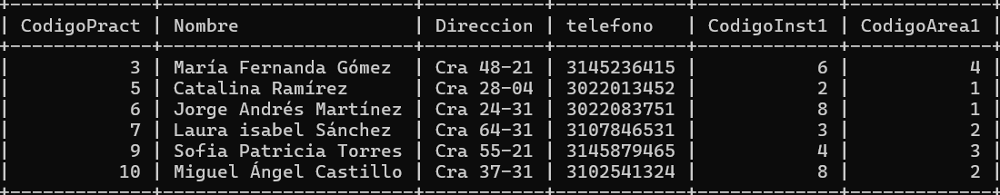 | CodigoPract | Nombre                | Direccion | telefono   | CodigoInst1 | CodigoArea1 |
|           3 | María Fernanda Gómez  | Cra 48-21 | 3145236415 |           6 |           4 |
|           5 | Catalina Ramírez      | Cra 28-04 | 3022013452 |           2 |           1 |
|           6 | Jorge Andrés Martínez | Cra 24-31 | 3022083751 |           8 |           1 |
|           7 | Laura isabel Sánchez  | Cra 64-31 | 3107846531 |           3 |           2 |
|           9 | Sofia Patricia Torres | Cra 55-21 | 3145879465 |           4 |           3 |
|          10 | Miguel Ángel Castillo | Cra 37-31 | 3102541324 |           8 |           2 |